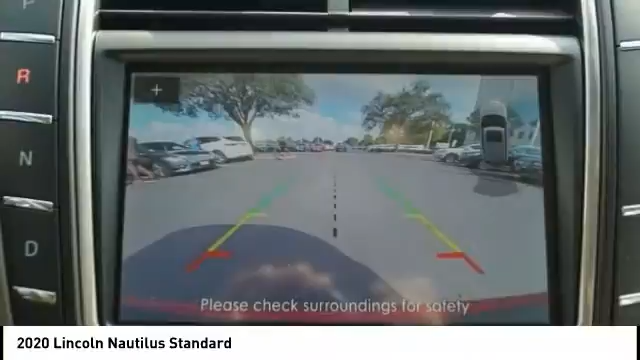 P
R
N
D
+
Please check surroundings for safety
2020 Lincoln Nautilus Standard